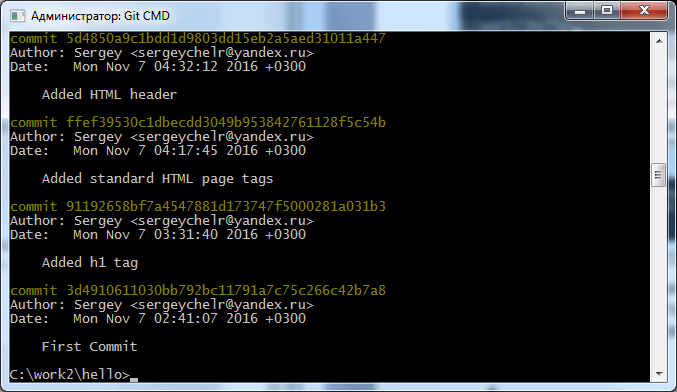 Администратор: Git CMD
commit 5d4850a9c1bdd1d9803dd15eb2a5aed31011a447
Author: Sergey <sergeychelr@yandex.ru>
Date:   Mon Nov 7 04:32:12 2016 +0300
Added HTML header
commit ffef39530c1dbecdd3049b953842761128f5c54b
Author: Sergey <sergeychelr@yandex.ru>
Date:   Mon Nov 7 04:17:45 2016 +0300
Added standard HTML page tags
commit 91192658bf7a4547881d173747f5000281a031b3
Author: Sergey <sergeychelr@yandex.ru>
Date:   Mon Nov 7 03:31:40 2016 +0300
Added h1 tag
commit 3d4910611030bb792bc11791a7c75c266c42b7a8
Author: Sergey <sergeychelr@yandex.ru>
Date:   Mon Nov 7 02:41:07 2016 +0300
First Commit
C:\work2\hello>